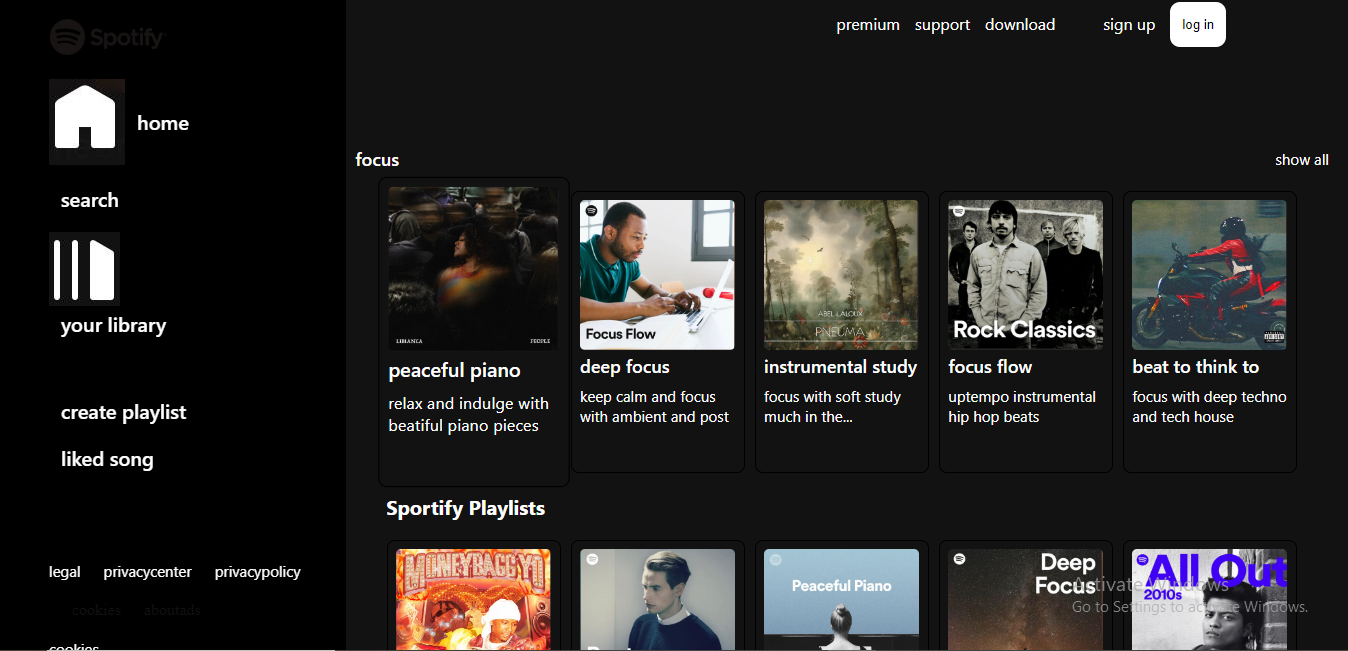 Spotify
premium support download sign up log in
home
search
your library
create playlist
liked song
legal privacycenter privacypolicy
cookies aboutads
cookies
focus
show all
LIBIANCA PEOPLE
peaceful piano
relax and indulge with
beatiful piano pieces
Focus Flow
deep focus
keep calm and focus
with ambient and post
ABEL LALOUX
PNEUMA
instrumental study
focus with soft study
much in the...
Rock Classics
focus flow
uptempo instrumental
hip hop beats
beat to think to
focus with deep techno
and tech house
Sportify Playlists
MONEYBAGG YO
Peaceful Piano
Deep
Focus
All Out
2010s
Activate Windows
Go to Settings to activate Windows.